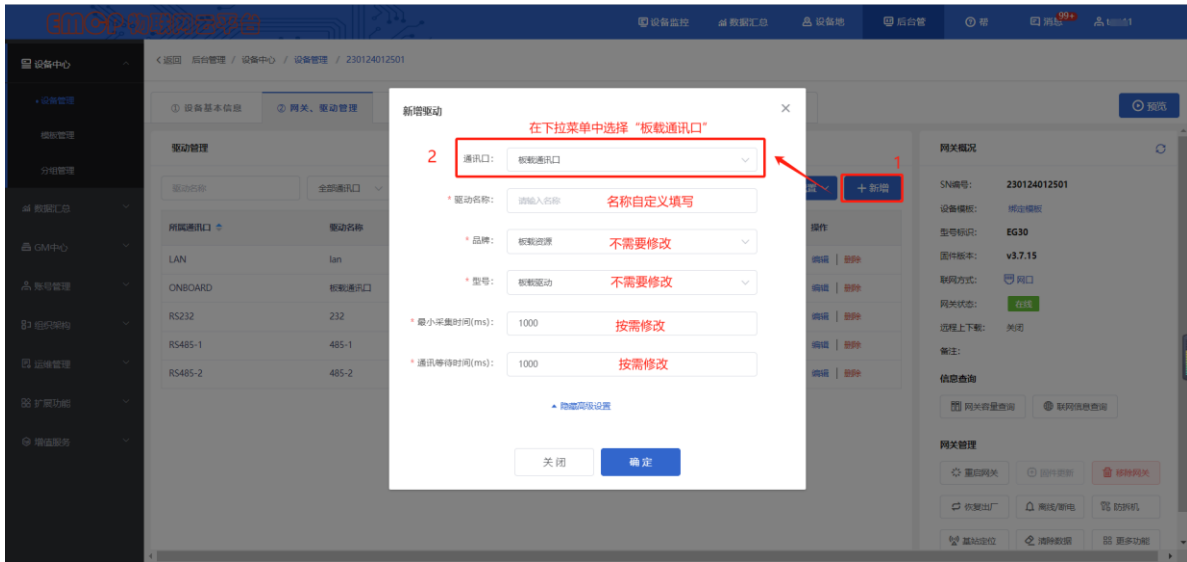 设备监控 数据汇总 设备地 后台管 帮 消息 99+
设备中心
返回 后台管理 / 设备中心 / 设备管理 / 230124012501
• 设备管理
模板管理
分组管理
数据汇总
GM中心
账号管理
组织架构
运维管理
扩展功能
增值服务
① 设备基本信息 ② 网关、驱动管理
预览
驱动管理
驱动名称 全部通讯口 置 + 新增
1
所属通讯口 驱动名称 操作
LAN lan 编辑 | 删除
ONBOARD 板载通讯口 编辑 | 删除
RS232 232 编辑 | 删除
RS485-1 485-1 编辑 | 删除
RS485-2 485-2 编辑 | 删除
新增驱动
在下拉菜单中选择“板载通讯口”
2 通讯口: 板载通讯口
* 驱动名称: 请输入名称 名称自定义填写
* 品牌: 板载资源 不需要修改
* 型号: 板载驱动 不需要修改
* 最小采集时间(ms): 1000 按需修改
* 通讯等待时间(ms): 1000 按需修改
隐藏高级设置
关闭 确定
网关概况
SN编号: 230124012501
设备模板: 绑定模板
型号标识: EG30
固件版本: v3.7.15
联网方式: 网口
网关状态: 在线
远程上下载: 关闭
备注:
信息查询
网关容量查询 联网信息查询
网关管理
重启网关 固件更新 移除网关
恢复出厂 离线/断电 防拆机
基站定位 清除数据 更多功能